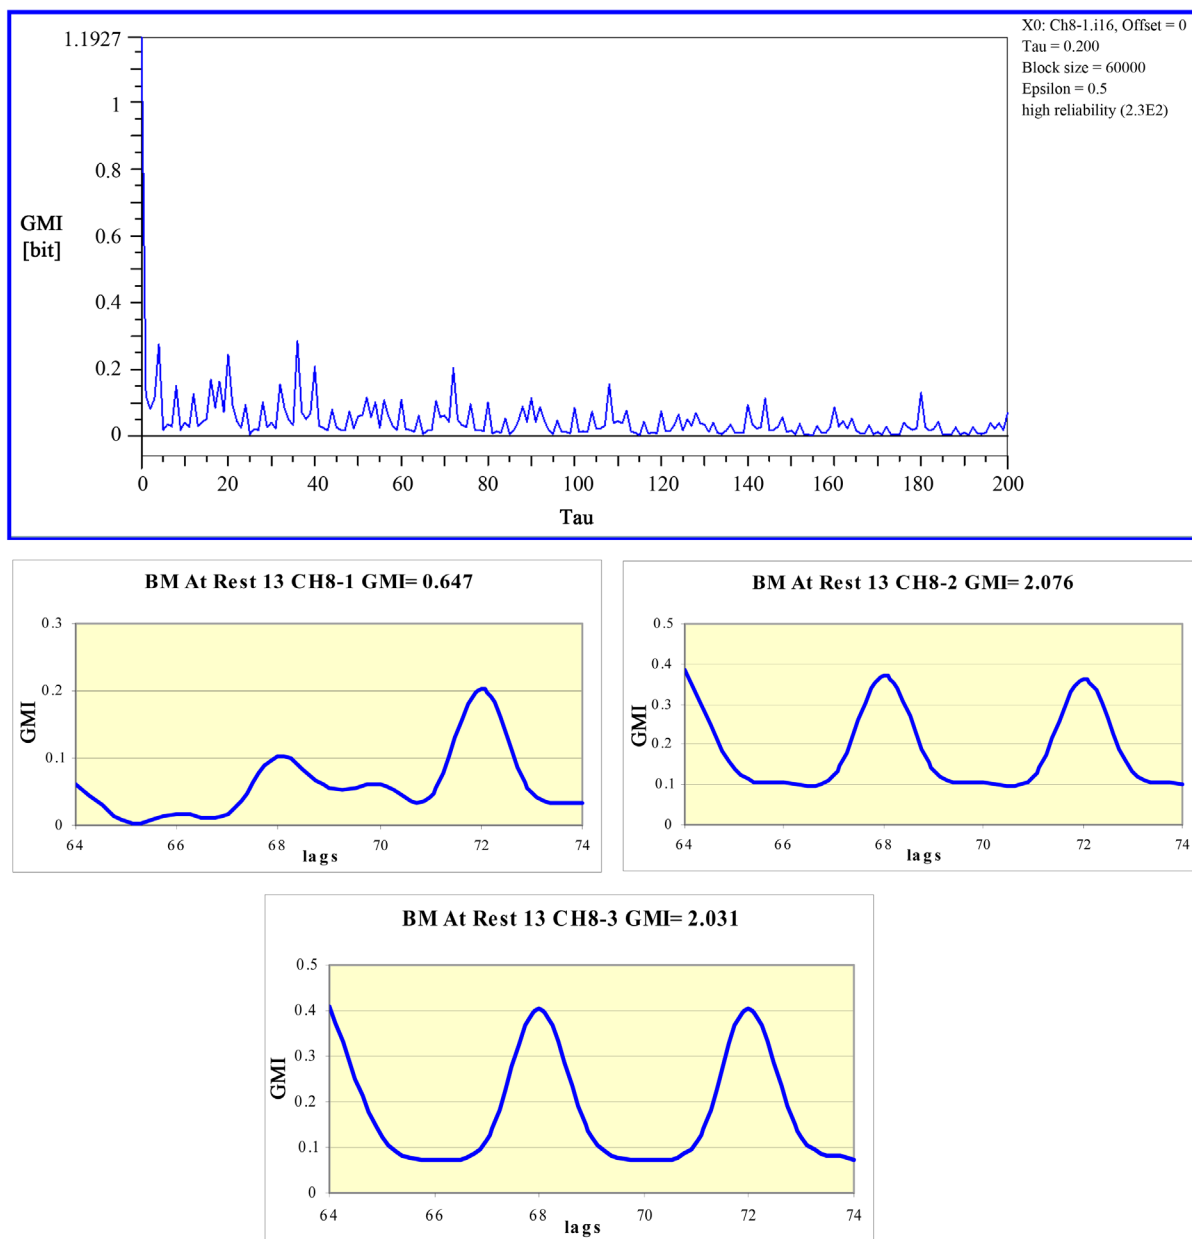 1.1927
1
0.8
0.6
0.4
0.2
0
GMI
[bit]
0 20 40 60 80 100 120 140 160 180 200
Tau
X0: Ch8-1.i16, Offset = 0
Tau = 0.200
Block size = 60000
Epsilon = 0.5
high reliability (2.3E2)
BM At Rest 13 CH8-1 GMI= 0.647
0.3
0.2
0.1
0
GMI
64 66 68 70 72 74
lags
BM At Rest 13 CH8-2 GMI= 2.076
0.5
0.4
0.3
0.2
0.1
0
GMI
64 66 68 70 72 74
lags
BM At Rest 13 CH8-3 GMI= 2.031
0.5
0.4
0.3
0.2
0.1
0
GMI
64 66 68 70 72 74
lags